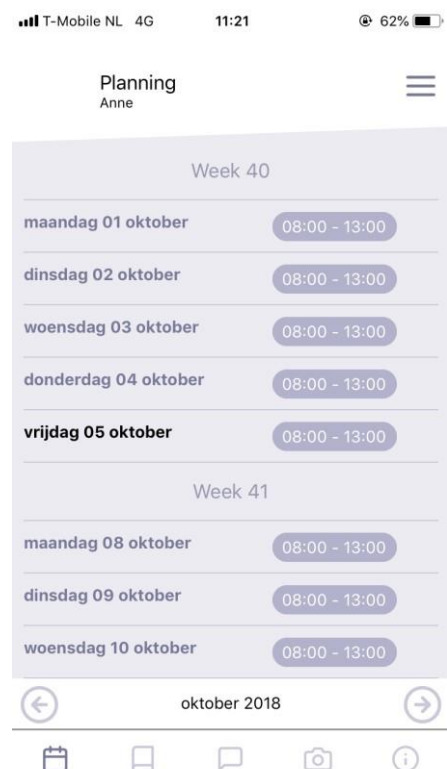 T-Mobile NL 4G 11:21 62%
Planning
Anne
Week 40
maandag 01 oktober 08:00 - 13:00
dinsdag 02 oktober 08:00 - 13:00
woensdag 03 oktober 08:00 - 13:00
donderdag 04 oktober 08:00 - 13:00
vrijdag 05 oktober 08:00 - 13:00
Week 41
maandag 08 oktober 08:00 - 13:00
dinsdag 09 oktober 08:00 - 13:00
woensdag 10 oktober 08:00 - 13:00
oktober 2018